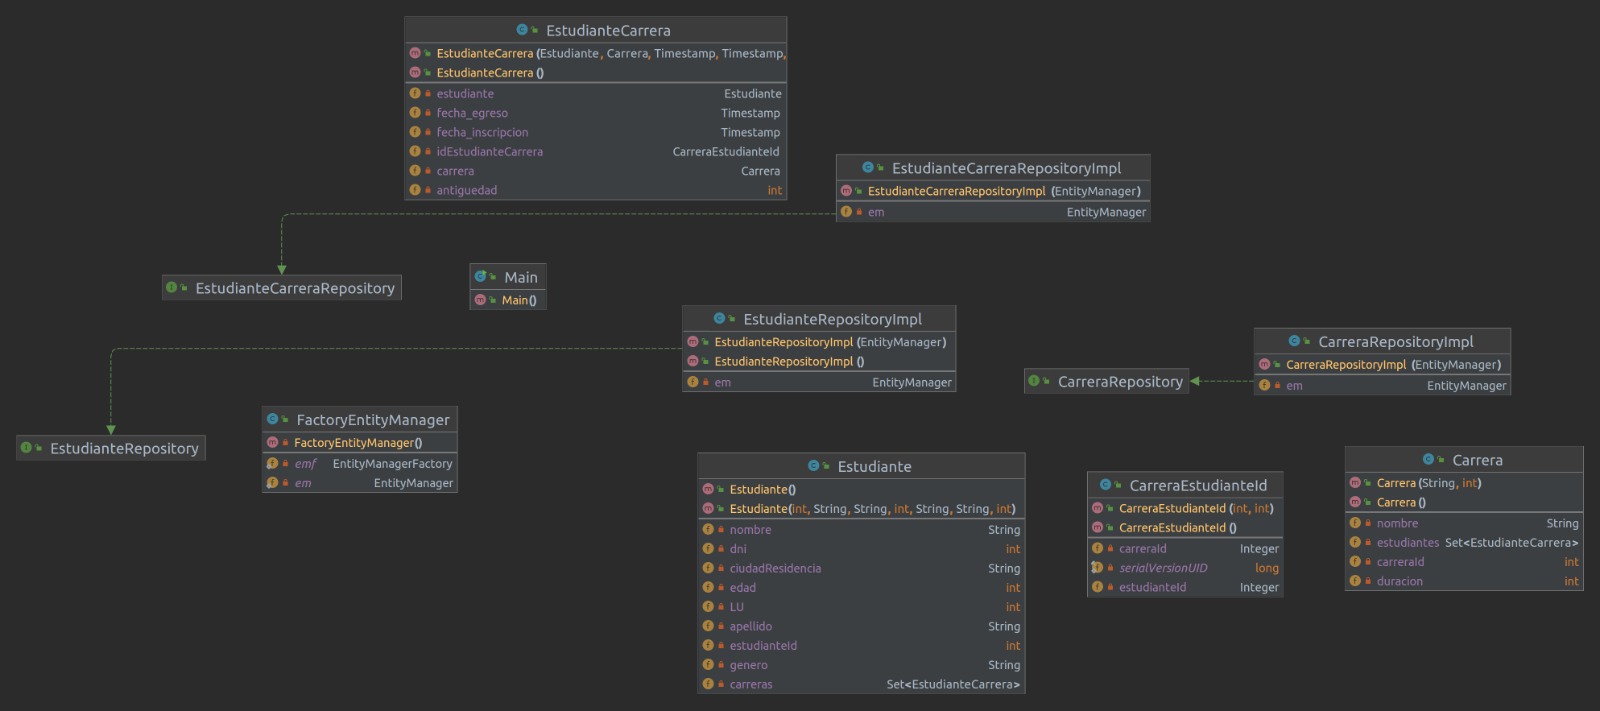 EstudianteCarrera
EstudianteCarrera (Estudiante, Carrera, Timestamp, Timestamp,
EstudianteCarrera ()
estudiante Estudiante
fecha_egreso Timestamp
fecha_inscripcion Timestamp
idEstudianteCarrera CarreraEstudianteId
carrera Carrera
antiguedad int
EstudianteCarreraRepositoryImpl
EstudianteCarreraRepositoryImpl (EntityManager)
em EntityManager
EstudianteCarreraRepository
Main
Main()
EstudianteRepositoryImpl
EstudianteRepositoryImpl (EntityManager)
EstudianteRepositoryImpl ()
em EntityManager
CarreraRepository
CarreraRepositoryImpl
CarreraRepositoryImpl (EntityManager)
em EntityManager
EstudianteRepository
FactoryEntityManager
FactoryEntityManager()
emf EntityManagerFactory
em EntityManager
Estudiante
Estudiante()
Estudiante(int, String, String, int, String, String, int)
nombre String
dni int
ciudadResidencia String
edad int
LU int
apellido String
estudianteId int
genero String
carreras Set<EstudianteCarrera>
CarreraEstudianteId
CarreraEstudianteId (int, int)
CarreraEstudianteId ()
carreraId Integer
serialVersionUID long
estudianteId Integer
Carrera
Carrera (String, int)
Carrera ()
nombre String
estudiantes Set<EstudianteCarrera>
carreraId int
duracion int